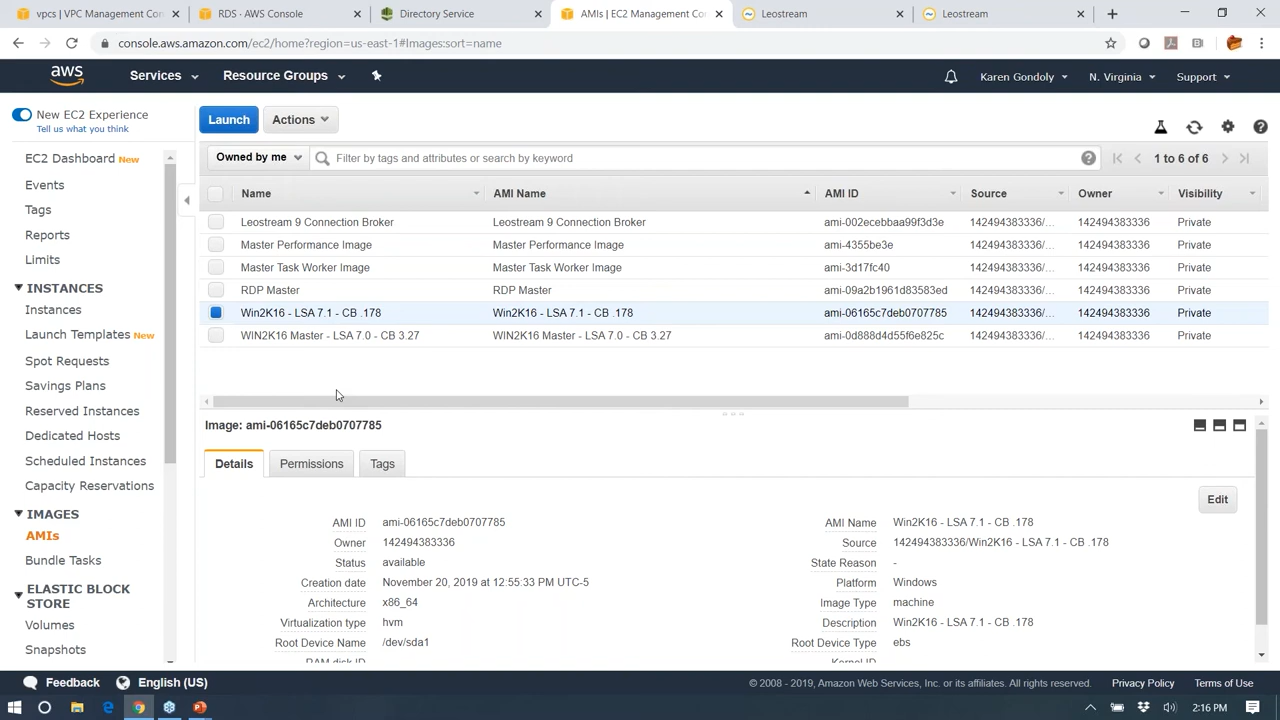 vpcs | VPC Management Con
RDS - AWS Console
Directory Service
AMIs | EC2 Management Co
Leostream
Leostream
console.aws.amazon.com/ec2/home?region=us-east-1#Images:sort=name
aws
Services
Resource Groups
Karen Gondoly
N. Virginia
Support
New EC2 Experience
Tell us what you think
EC2 Dashboard New
Events
Tags
Reports
Limits
INSTANCES
Instances
Launch Templates New
Spot Requests
Savings Plans
Reserved Instances
Dedicated Hosts
Scheduled Instances
Capacity Reservations
IMAGES
AMIs
Bundle Tasks
ELASTIC BLOCK
STORE
Volumes
Snapshots
Launch
Actions
Owned by me
Filter by tags and attributes or search by keyword
1 to 6 of 6
Name AMI Name AMI ID Source Owner Visibility
Leostream 9 Connection Broker Leostream 9 Connection Broker ami-002ecebbaa99f3d3e 142494383336/... 142494383336 Private
Master Performance Image Master Performance Image ami-4355be3e 142494383336/... 142494383336 Private
Master Task Worker Image Master Task Worker Image ami-3d17fc40 142494383336/... 142494383336 Private
RDP Master RDP Master ami-09a2b1961d83583ed 142494383336/... 142494383336 Private
Win2K16 - LSA 7.1 - CB .178 Win2K16 - LSA 7.1 - CB .178 ami-06165c7deb0707785 142494383336/... 142494383336 Private
WIN2K16 Master - LSA 7.0 - CB 3.27 WIN2K16 Master - LSA 7.0 - CB 3.27 ami-0d888d4d55f6e825c 142494383336/... 142494383336 Private
Image: ami-06165c7deb0707785
Details
Permissions
Tags
Edit
AMI ID ami-06165c7deb0707785 AMI Name Win2K16 - LSA 7.1 - CB .178
Owner 142494383336 Source 142494383336/Win2K16 - LSA 7.1 - CB .178
Status available State Reason -
Creation date November 20, 2019 at 12:55:33 PM UTC-5 Platform Windows
Architecture x86_64 Image Type machine
Virtualization type hvm Description Win2K16 - LSA 7.1 - CB .178
Root Device Name /dev/sda1 Root Device Type ebs
RAM disk ID Kernel ID
Feedback
English (US)
© 2008 - 2019, Amazon Web Services, Inc. or its affiliates. All rights reserved.
Privacy Policy
Terms of Use
2:16 PM